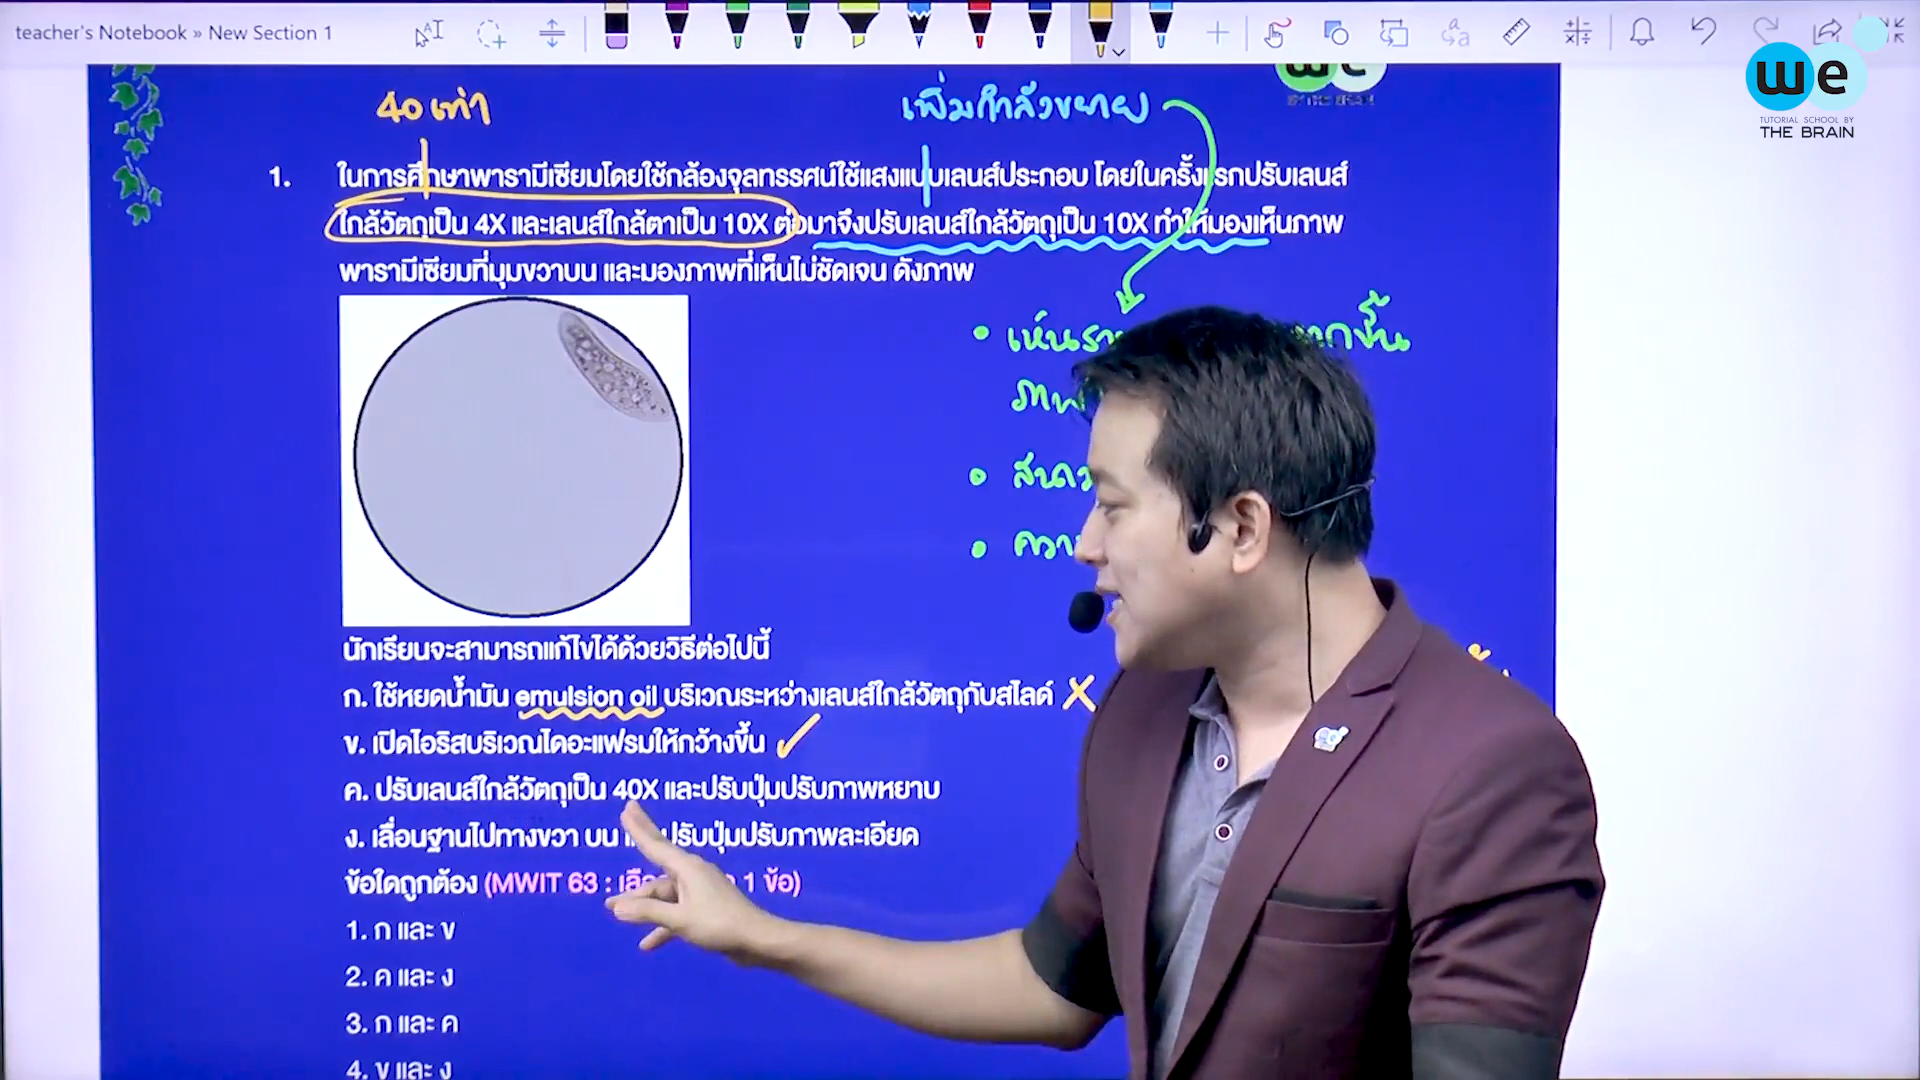 teacher's Notebook » New Section 1
we
TUTORIAL SCHOOL BY
THE BRAIN
we
BY THE BRAIN
40 เท่า
เพิ่มกำลังขยาย
1. ในการศึกษาพารามีเซียมโดยใช้กล้องจุลทรรศน์ใช้แสงแบบเลนส์ประกอบ โดยในครั้งแรกปรับเลนส์
ใกล้วัตถุเป็น 4X และเลนส์ใกล้ตาเป็น 10X ต่อมาจึงปรับเลนส์ใกล้วัตถุเป็น 10X ทำให้มองเห็นภาพ
พารามีเซียมที่มุมขวาบน และมองภาพที่เห็นไม่ชัดเจน ดังภาพ
นักเรียนจะสามารถแก้ไขได้ด้วยวิธีต่อไปนี้
ก. ใช้หยดน้ำมัน emulsion oil บริเวณระหว่างเลนส์ใกล้วัตถุกับสไลด์
ข. เปิดไอริสบริเวณไดอะแฟรมให้กว้างขึ้น
ค. ปรับเลนส์ใกล้วัตถุเป็น 40X และปรับปุ่มปรับภาพหยาบ
ง. เลื่อนฐานไปทางขวา บน ปรับปุ่มปรับภาพละเอียด
ข้อใดถูกต้อง (MWIT 63 : 1 ข้อ)
1. ก และ ข
2. ค และ ง
3. ก และ ค
4. ข และ ง